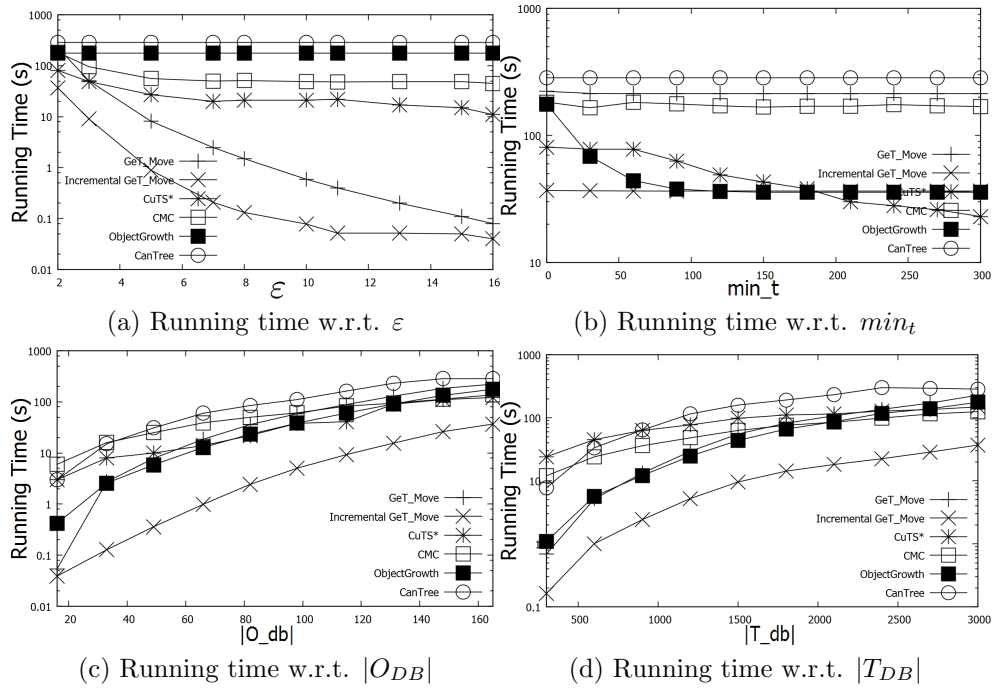 1000
100
10
1
0.1
0.01
Running Time (s)
GeT_Move
Incremental GeT_Move
CuTS*
CMC
ObjectGrowth
CanTree
2 4 6 8 10 12 14 16
ε
(a) Running time w.r.t. ε
1000
100
10
Running Time (s)
GeT_Move
Incremental GeT_Move
CuTS*
CMC
ObjectGrowth
CanTree
0 50 100 150 200 250 300
min_t
(b) Running time w.r.t. min_t
1000
100
10
1
0.1
0.01
Running Time (s)
GeT_Move
Incremental GeT_Move
CuTS*
CMC
ObjectGrowth
CanTree
20 40 60 80 100 120 140 160
|O_db|
(c) Running time w.r.t. |O_DB|
1000
100
10
1
0.1
Running Time (s)
GeT_Move
Incremental GeT_Move
CuTS*
CMC
ObjectGrowth
CanTree
500 1000 1500 2000 2500 3000
|T_db|
(d) Running time w.r.t. |T_DB|